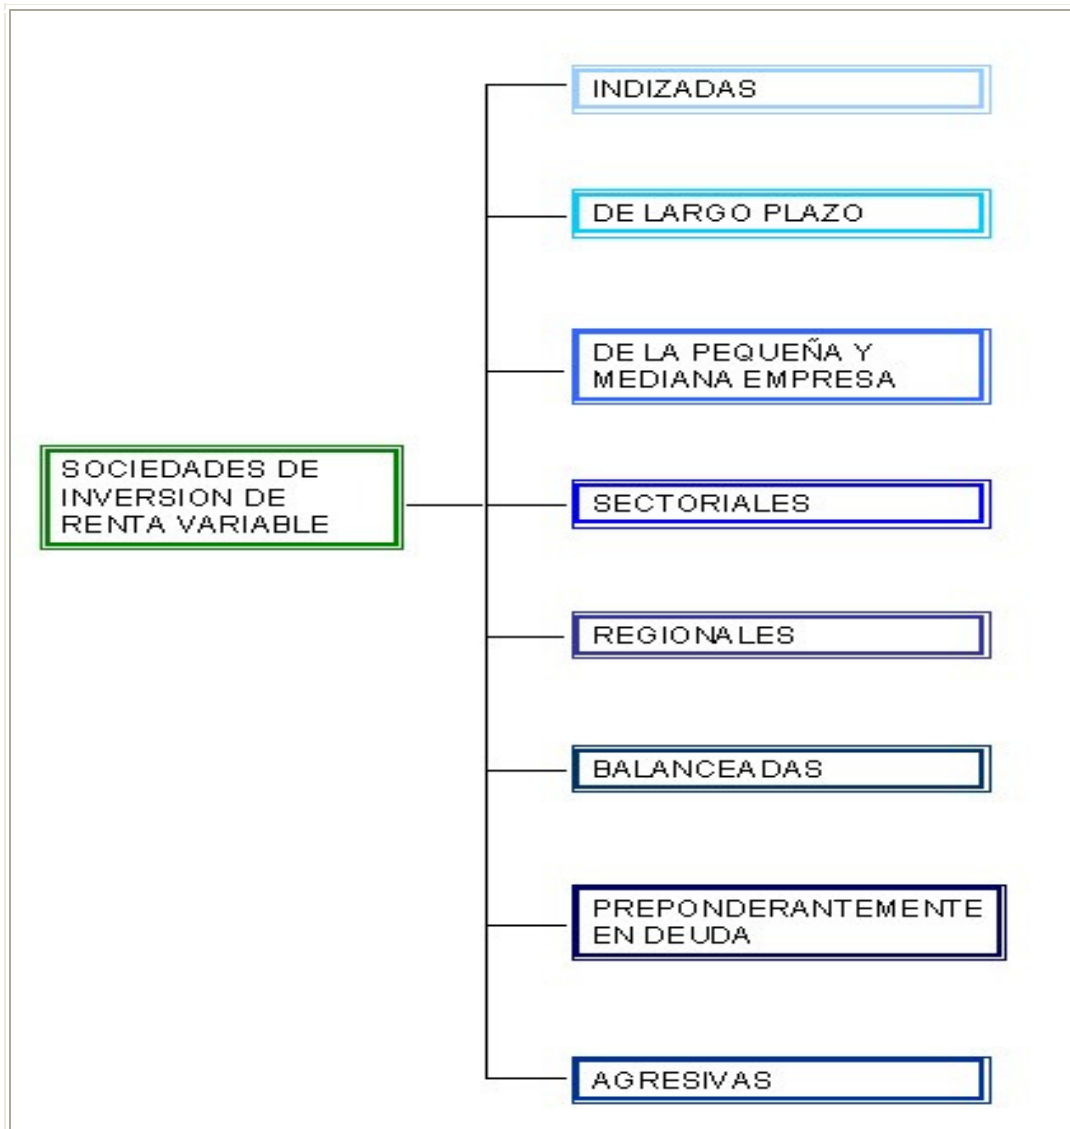 INDIZADAS
DE LARGO PLAZO
DE LA PEQUEÑA Y
MEDIANA EMPRESA
SOCIEDADES DE
INVERSION DE
RENTA VARIABLE
SECTORIALES
REGIONALES
BALANCEADAS
PREPONDERANTEMENTE
EN DEUDA
AGRESIVAS